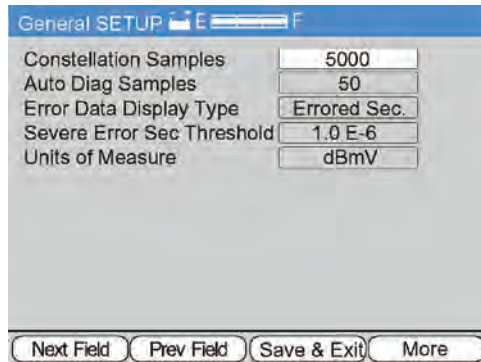 General SETUP E F
Constellation Samples 5000
Auto Diag Samples 50
Error Data Display Type Errored Sec.
Severe Error Sec Threshold 1.0 E-6
Units of Measure dBmV
Next Field Prev Field Save & Exit More